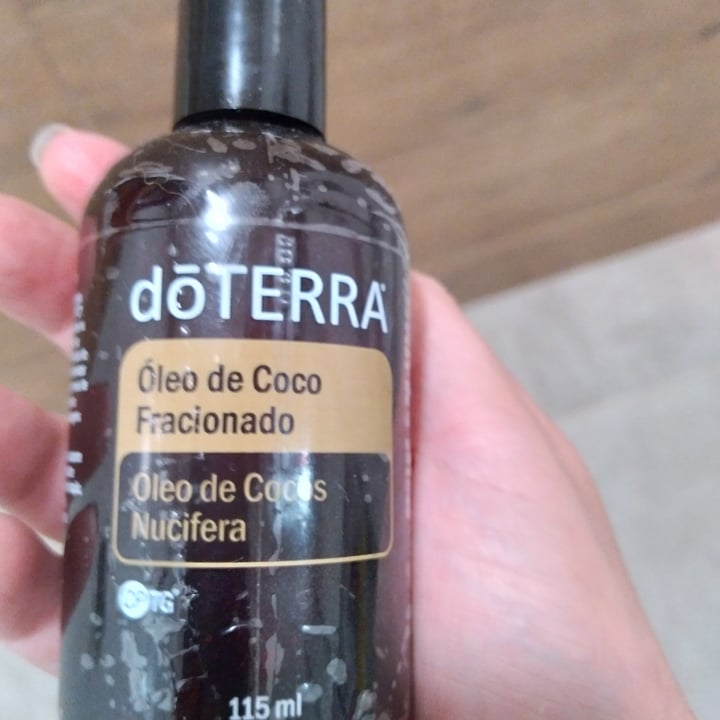 dōTERRA
Óleo de Coco
Fracionado
Óleo de Cocos
Nucifera
CPTG
115 ml